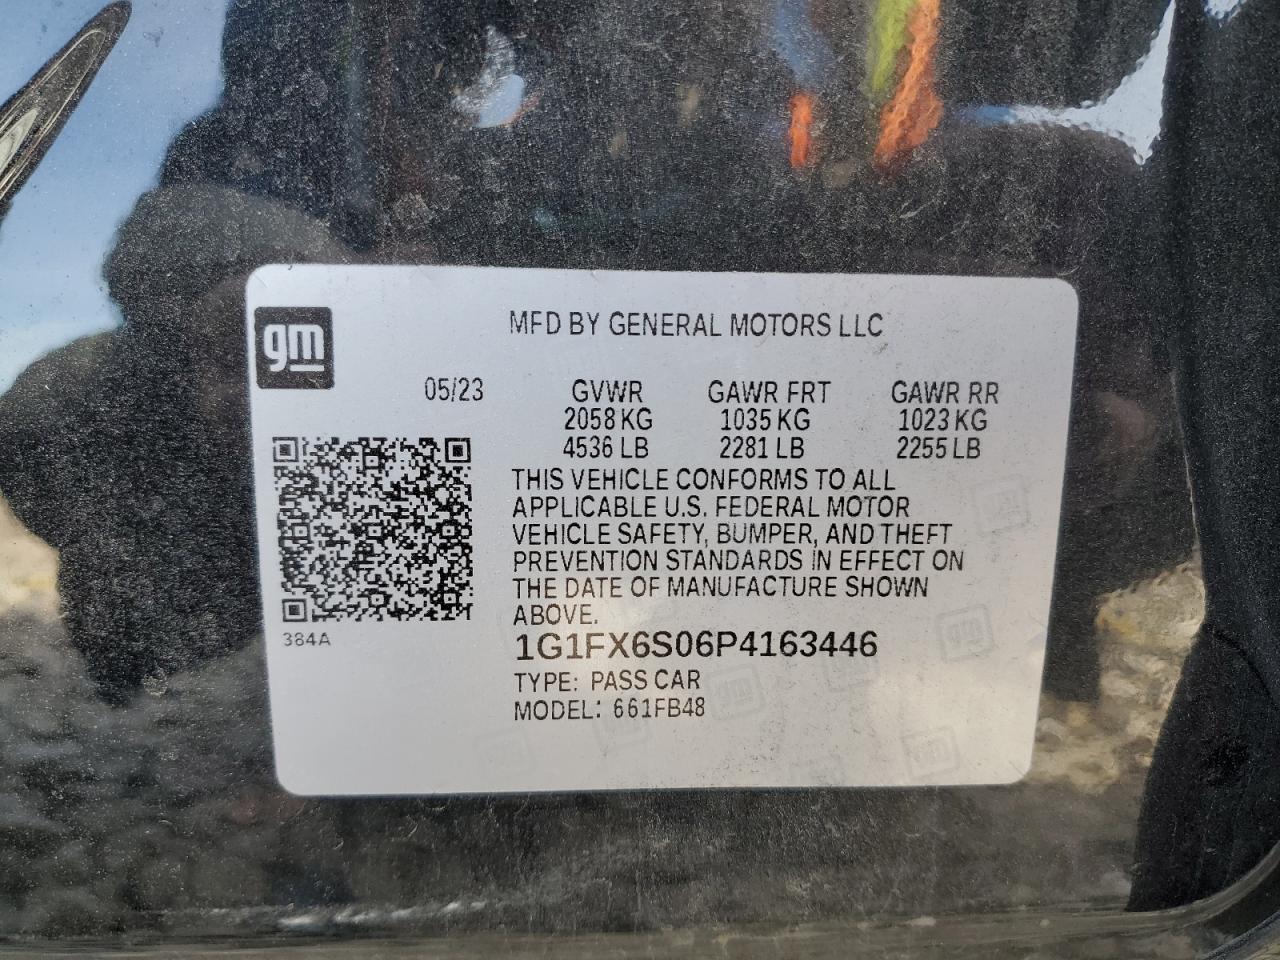 gm
MFD BY GENERAL MOTORS LLC
05/23 GVWR GAWR FRT GAWR RR
2058 KG 1035 KG 1023 KG
4536 LB 2281 LB 2255 LB
THIS VEHICLE CONFORMS TO ALL
APPLICABLE U.S. FEDERAL MOTOR
VEHICLE SAFETY, BUMPER, AND THEFT
PREVENTION STANDARDS IN EFFECT ON
THE DATE OF MANUFACTURE SHOWN
ABOVE.
384A
1G1FX6S06P4163446
TYPE: PASS CAR
MODEL: 661FB48